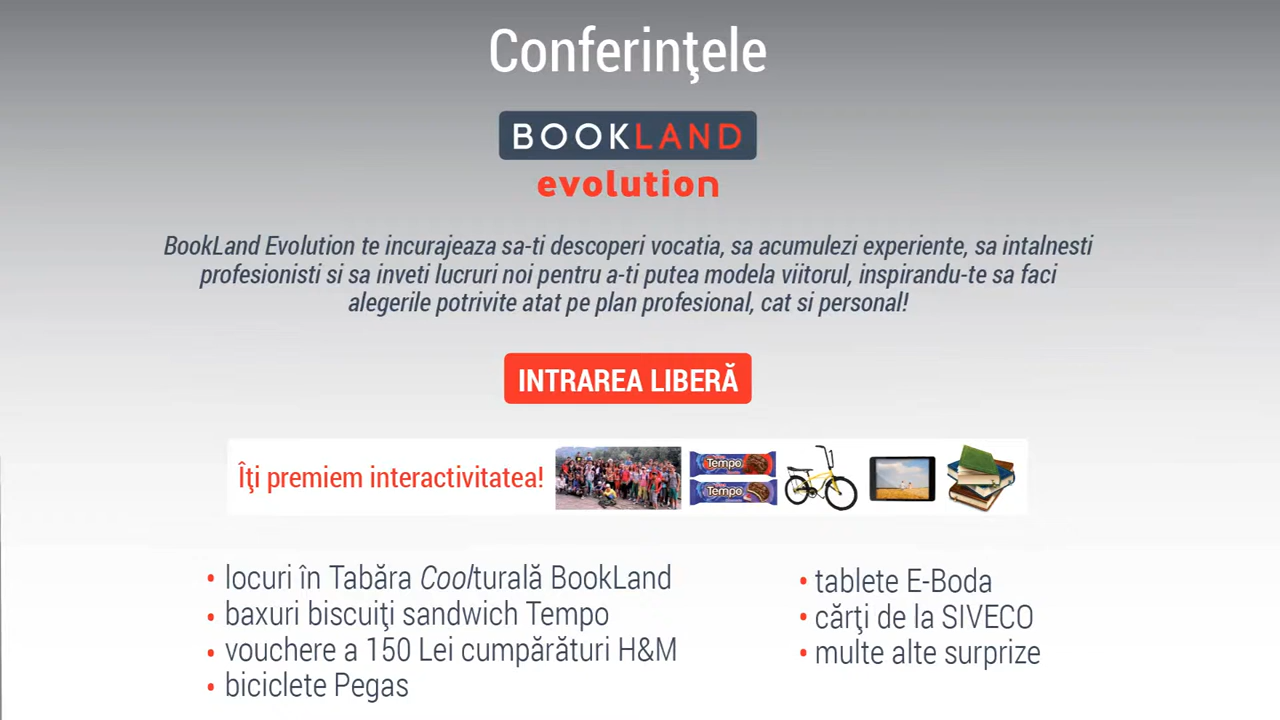 Conferinţele
BOOKLAND
evolution
BookLand Evolution te incurajeaza sa-ti descoperi vocatia, sa acumulezi experiente, sa intalnesti
profesionisti si sa inveti lucruri noi pentru a-ti putea modela viitorul, inspirandu-te sa faci
alegerile potrivite atat pe plan profesional, cat si personal!
INTRAREA LIBERĂ
Îţi premiem interactivitatea!
Tempo
Tempo
• locuri în Tabăra Coolturală BookLand
• baxuri biscuiţi sandwich Tempo
• vouchere a 150 Lei cumpărături H&M
• biciclete Pegas
• tablete E-Boda
• cărţi de la SIVECO
• multe alte surprize